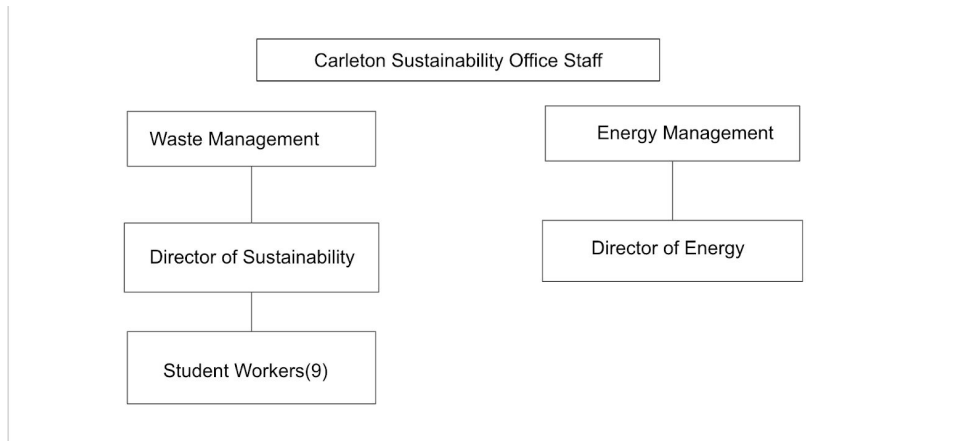 Carleton Sustainability Office Staff
Waste Management
Energy Management
Director of Sustainability
Director of Energy
Student Workers(9)